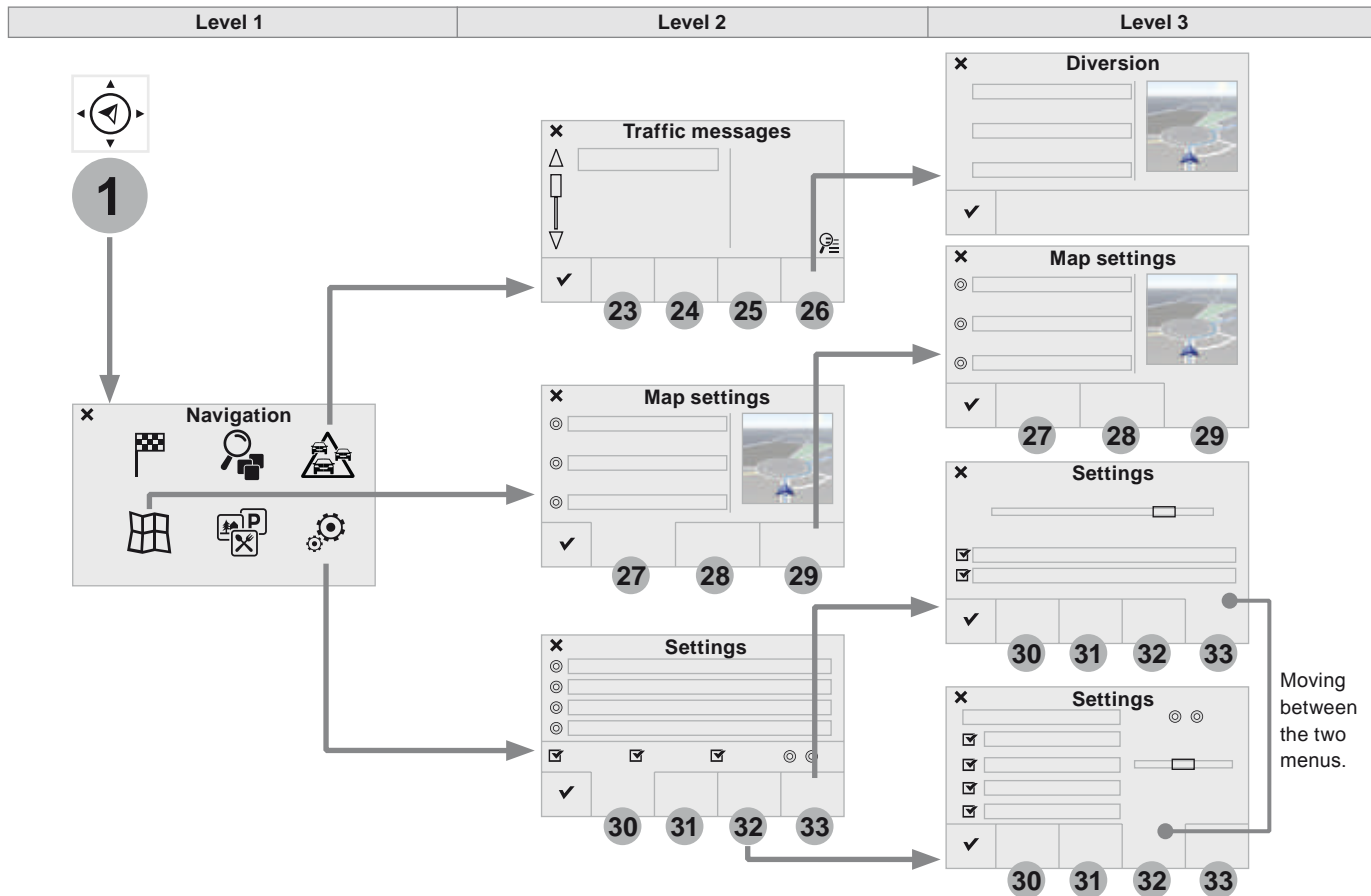 Level 1
Level 2
Level 3
1
Navigation
P
Traffic messages
23 24 25 26
Map settings
27 28 29
Settings
30 31 32 33
Diversion
Map settings
27 28 29
Settings
30 31 32 33
Settings
30 31 32 33
Moving
between
the two
menus.